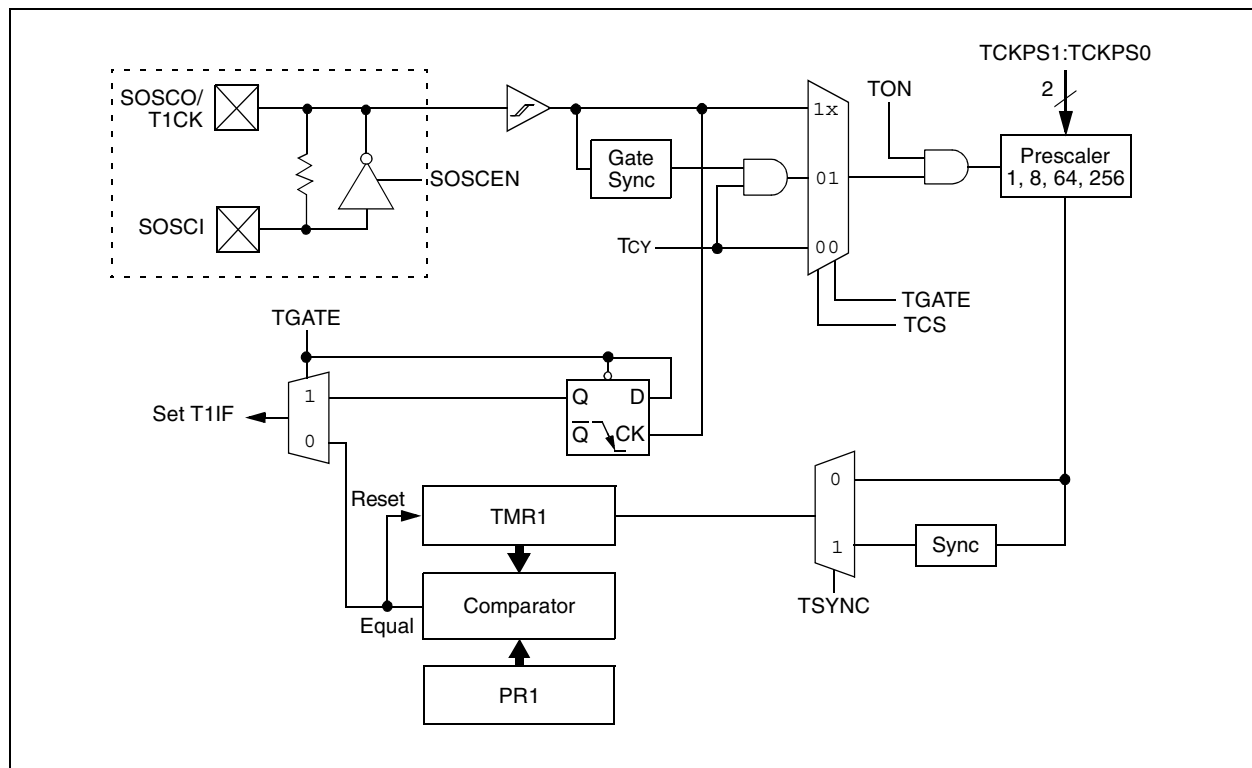 TCKPS1:TCKPS0
2
SOSCO/
T1CK
TON
1x
Gate
Sync
Prescaler
1, 8, 64, 256
SOSCEN
01
SOSCI
TCY
00
TGATE
TCS
TGATE
1
Q
D
Set T1IF
0
Q
CK
0
Reset
TMR1
1
Sync
Comparator
TSYNC
Equal
PR1